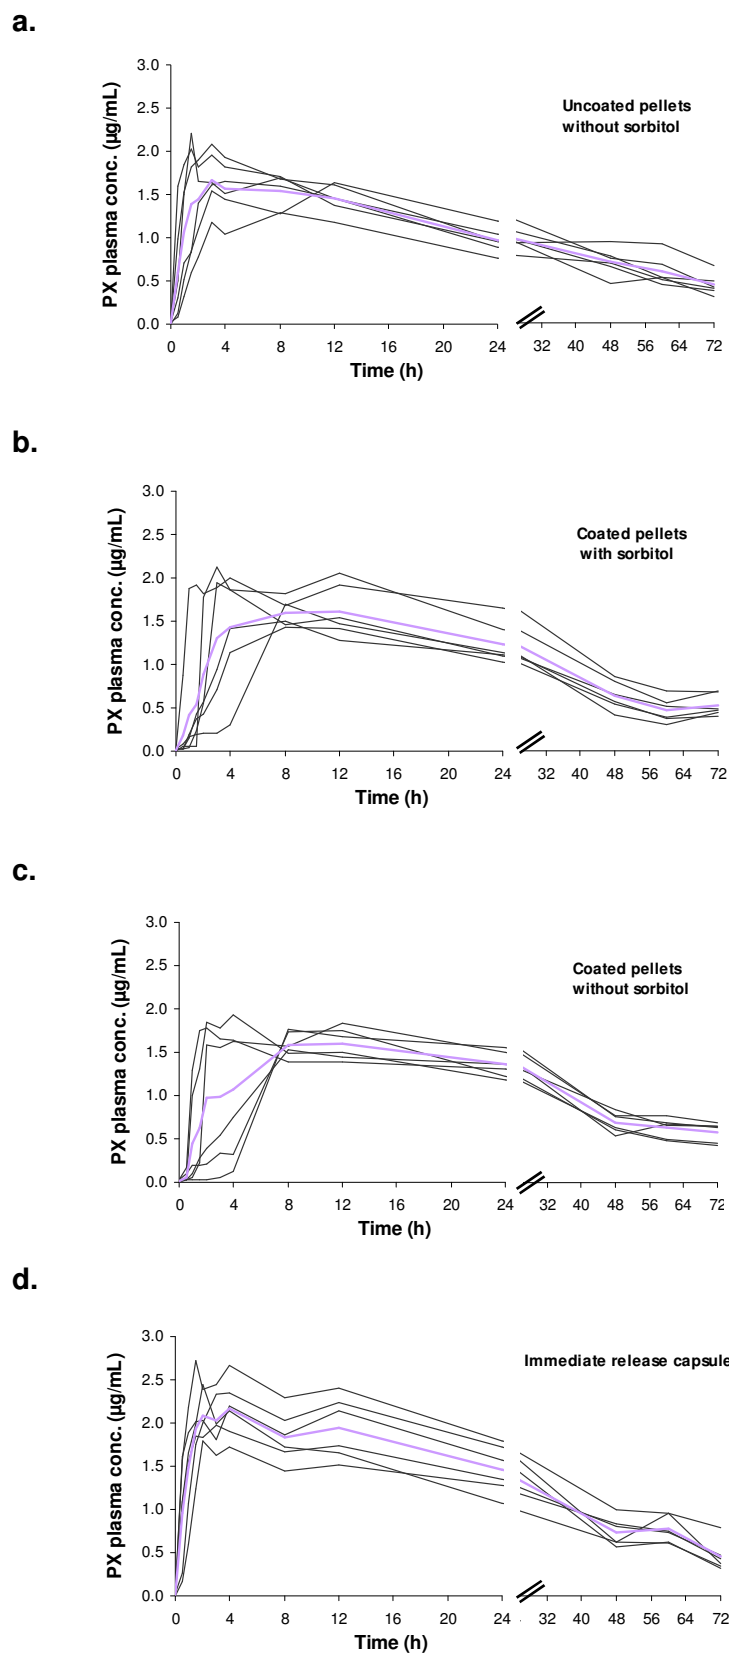 a.
3.0
2.5
2.0
1.5
1.0
0.5
0.0
PX plasma conc. (µg/mL)
Uncoated pellets
without sorbitol
0 4 8 12 16 20 24 32 40 48 56 64 72
Time (h)
b.
3.0
2.5
2.0
1.5
1.0
0.5
0.0
PX plasma conc. (µg/mL)
Coated pellets
with sorbitol
0 4 8 12 16 20 24 32 40 48 56 64 72
Time (h)
c.
3.0
2.5
2.0
1.5
1.0
0.5
0.0
PX plasma conc. (µg/mL)
Coated pellets
without sorbitol
0 4 8 12 16 20 24 32 40 48 56 64 72
Time (h)
d.
3.0
2.5
2.0
1.5
1.0
0.5
0.0
PX plasma conc. (µg/mL)
Immediate release capsule
0 4 8 12 16 20 24 32 40 48 56 64 72
Time (h)